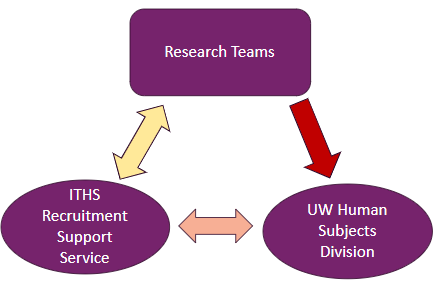 Research Teams
ITHS
Recruitment
Support
Service
UW Human
Subjects
Division